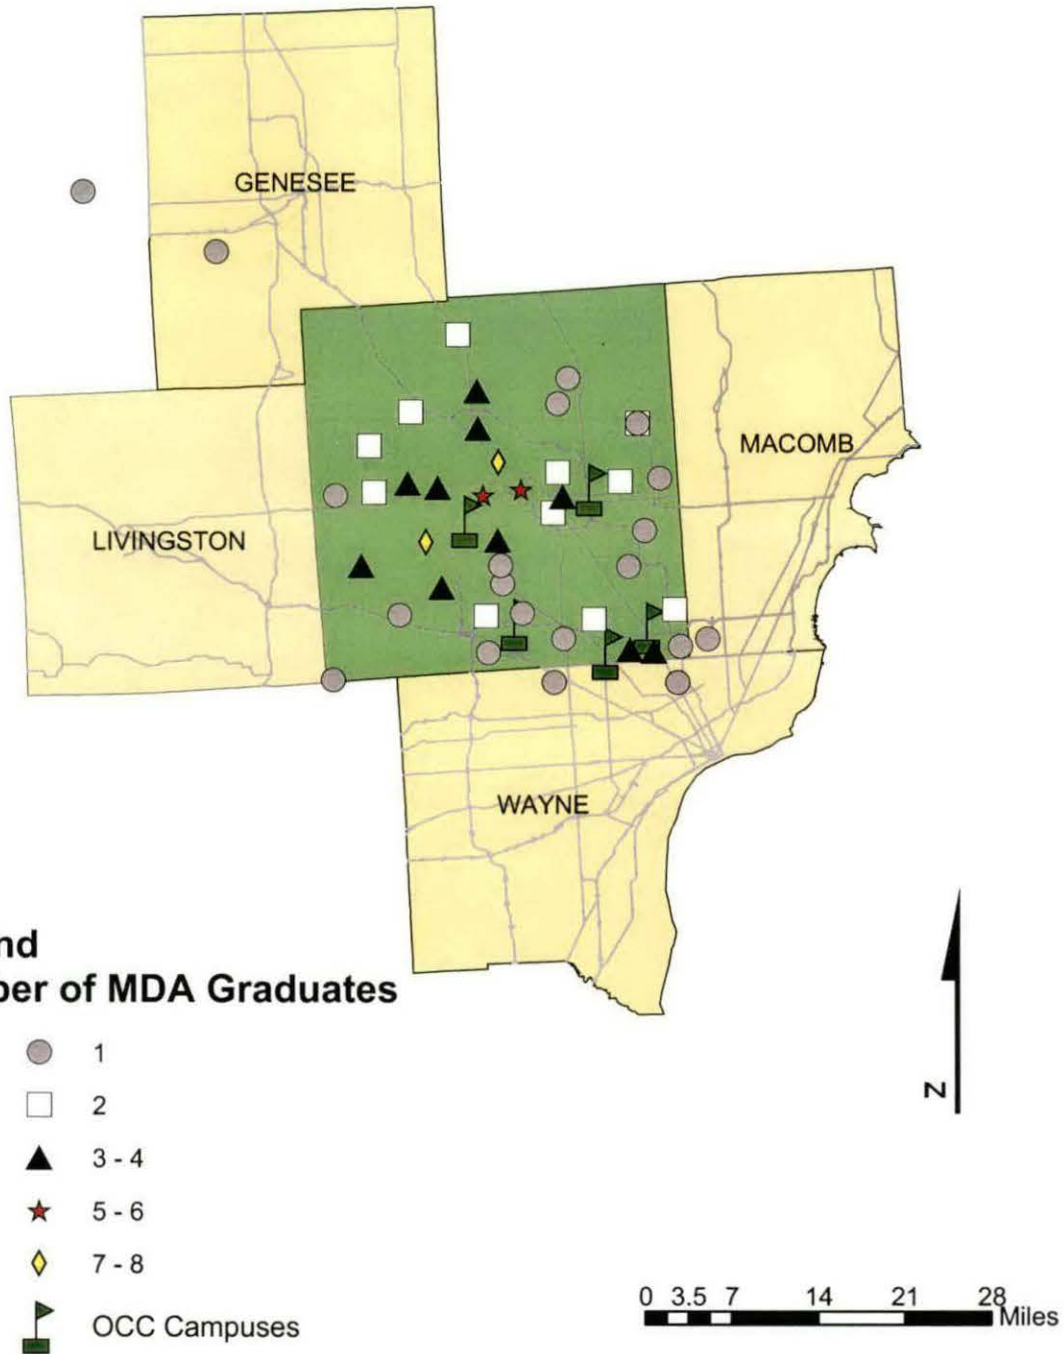 GENESEE
MACOMB
LIVINGSTON
WAYNE
nd
ber of MDA Graduates
1
2
3 - 4
5 - 6
7 - 8
OCC Campuses
N
0 3.5 7 14 21 28
Miles